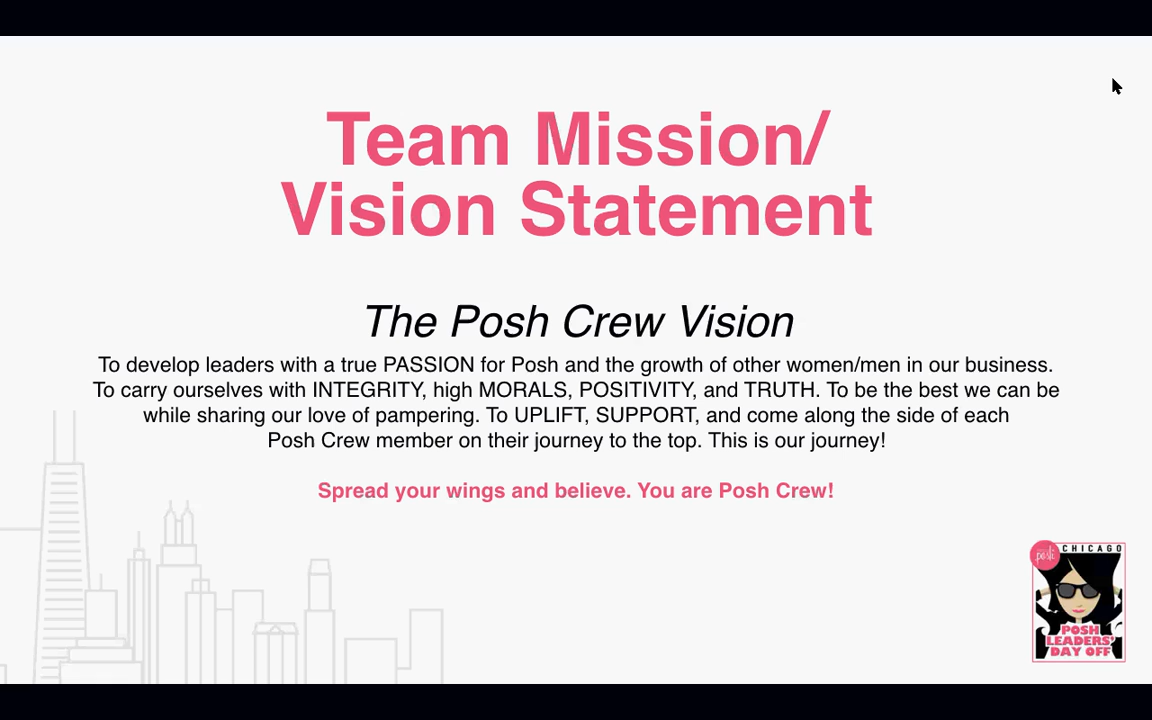 Team Mission/
Vision Statement
The Posh Crew Vision
To develop leaders with a true PASSION for Posh and the growth of other women/men in our business.
To carry ourselves with INTEGRITY, high MORALS, POSITIVITY, and TRUTH. To be the best we can be
while sharing our love of pampering. To UPLIFT, SUPPORT, and come along the side of each
Posh Crew member on their journey to the top. This is our journey!
Spread your wings and believe. You are Posh Crew!
posh
CHICAGO
POSH
LEADERS'
DAY OFF